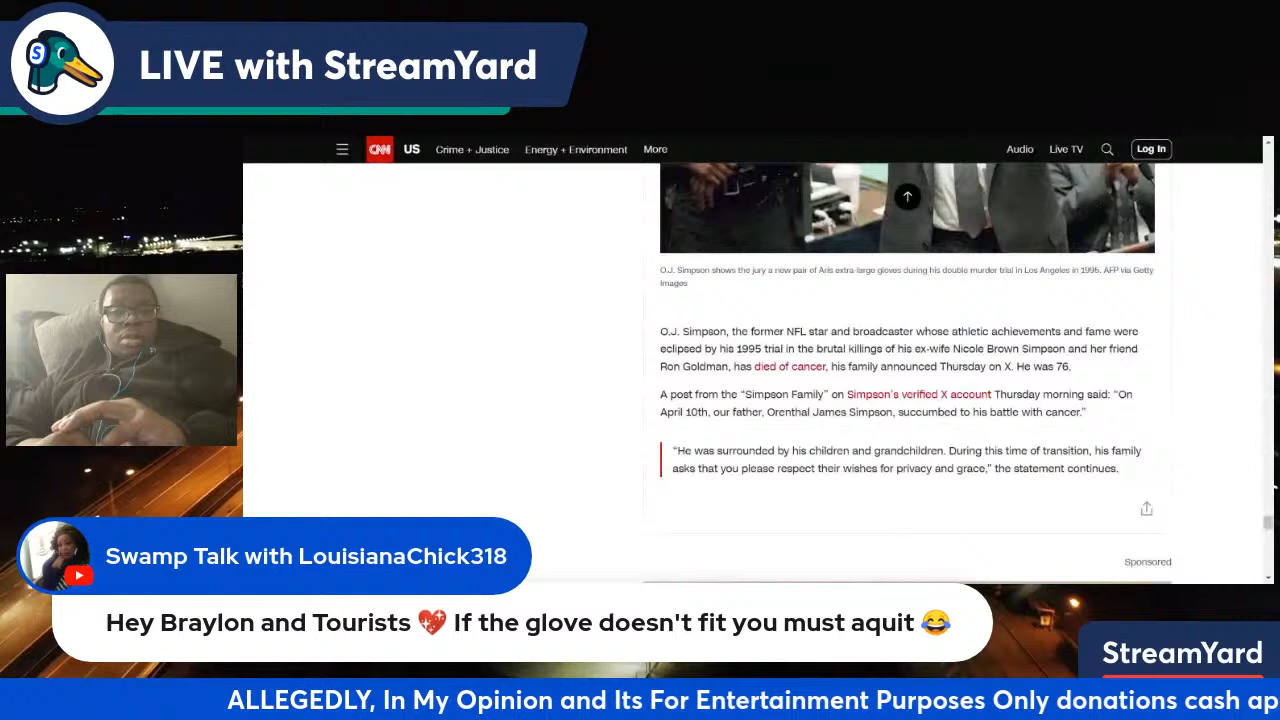 S
LIVE with StreamYard
CNN US Crime + Justice Energy + Environment More Audio Live TV Log In
O.J. Simpson shows the jury a new pair of Aris extra-large gloves during his double murder trial in Los Angeles in 1995. AFP via Getty
Images
O.J. Simpson, the former NFL star and broadcaster whose athletic achievements and fame were
eclipsed by his 1995 trial in the brutal killings of his ex-wife Nicole Brown Simpson and her friend
Ron Goldman, has died of cancer, his family announced Thursday on X. He was 76.
A post from the “Simpson Family” on Simpson's verified X account Thursday morning said: “On
April 10th, our father, Orenthal James Simpson, succumbed to his battle with cancer.”
“He was surrounded by his children and grandchildren. During this time of transition, his family
asks that you please respect their wishes for privacy and grace,” the statement continues.
Sponsored
Swamp Talk with LouisianaChick318
Hey Braylon and Tourists 💖 If the glove doesn't fit you must aquit 😂
StreamYard
ALLEGEDLY, In My Opinion and Its For Entertainment Purposes Only donations cash ap